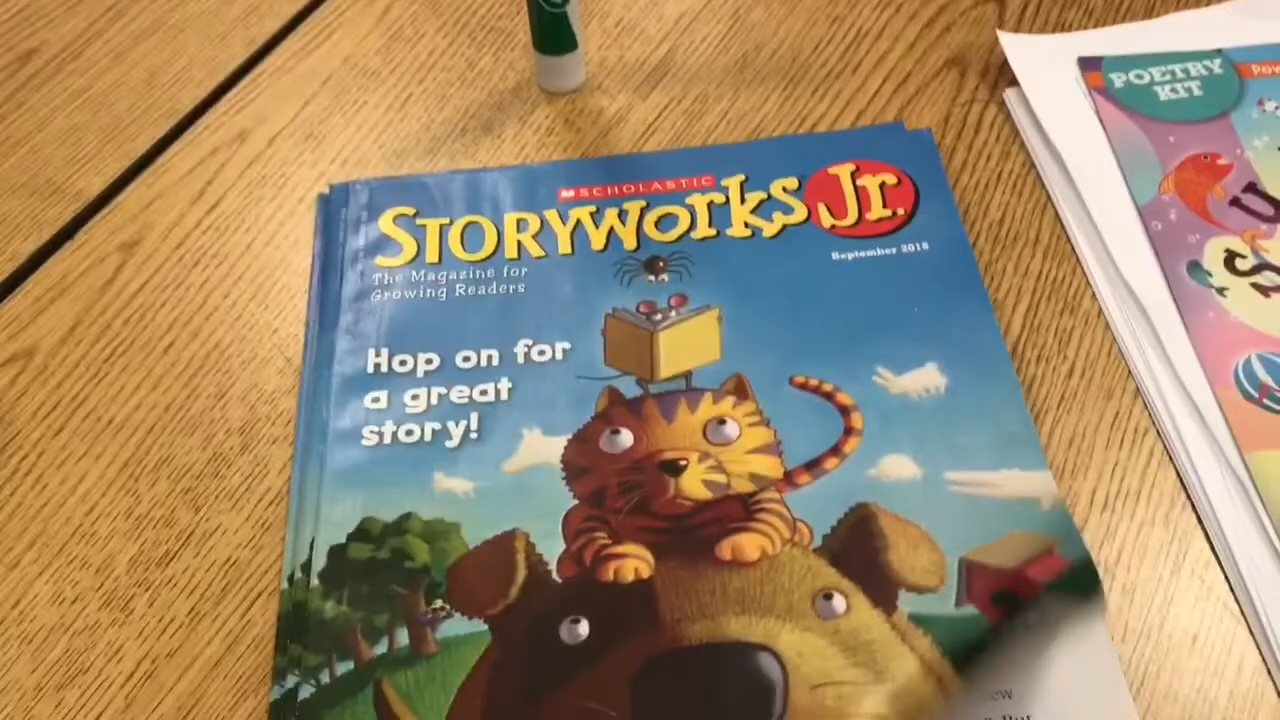 SCHOLASTIC
STORYWORKS Jr.
The Magazine for
Growing Readers
September 2018
Hop on for
a great
story!
POETRY
KIT